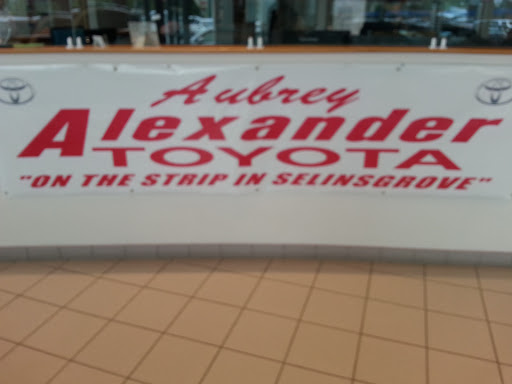 Aubrey
Alexander
TOYOTA
"ON THE STRIP IN SELINSGROVE"